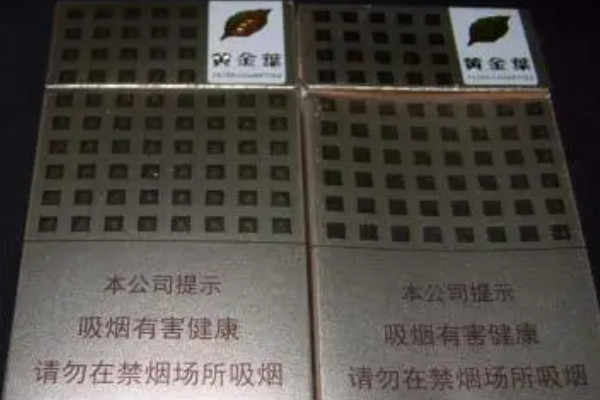 黄金葉
黄金葉
本公司提示
吸烟有害健康
请勿在禁烟场所吸烟
本公司提示
吸烟有害健康
请勿在禁烟场所吸烟